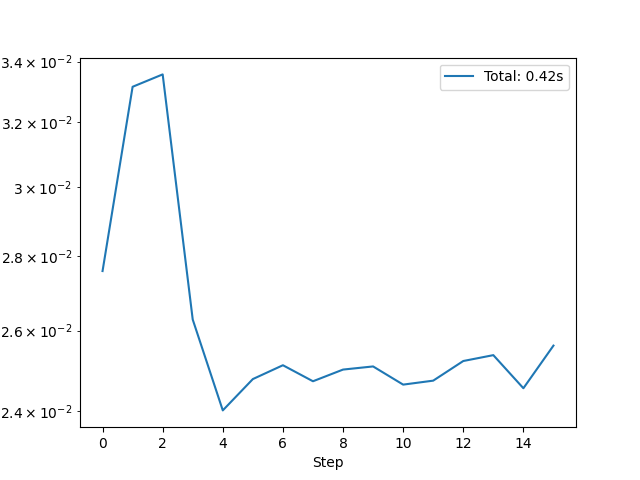 Total: 0.42s
3.4 × 10⁻²
3.2 × 10⁻²
3 × 10⁻²
2.8 × 10⁻²
2.6 × 10⁻²
2.4 × 10⁻²
0 2 4 6 8 10 12 14
Step